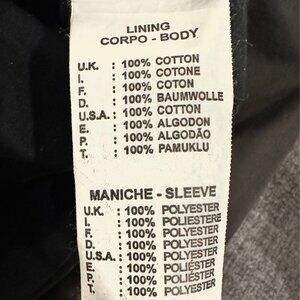 LINING
CORPO - BODY
U.K. : 100% COTTON
I. : 100% COTONE
F. : 100% COTON
D. : 100% BAUMWOLLE
U.S.A. : 100% COTTON
E. : 100% ALGODON
P. : 100% ALGODÃO
T. : 100% PAMUKLU
MANICHE - SLEEVE
U.K. : 100% POLYESTER
I. : 100% POLIESTERE
F. : 100% POLYESTER
D. : 100% POLYESTER
U.S.A. : 100% POLYESTER
E. : 100% POLYESTER
P. : 100% POLIÉSTER
T. : 100% POLYESTER